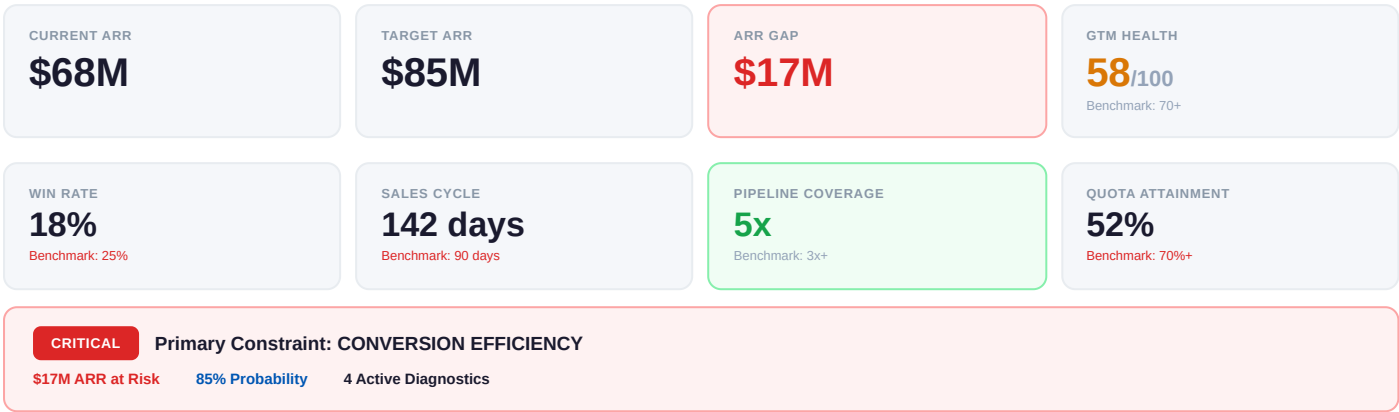 CURRENT ARR
$68M
TARGET ARR
$85M
ARR GAP
$17M
GTM HEALTH
58/100
Benchmark: 70+
WIN RATE
18%
Benchmark: 25%
SALES CYCLE
142 days
Benchmark: 90 days
PIPELINE COVERAGE
5x
Benchmark: 3x+
QUOTA ATTAINMENT
52%
Benchmark: 70%+
CRITICAL Primary Constraint: CONVERSION EFFICIENCY
$17M ARR at Risk 85% Probability 4 Active Diagnostics